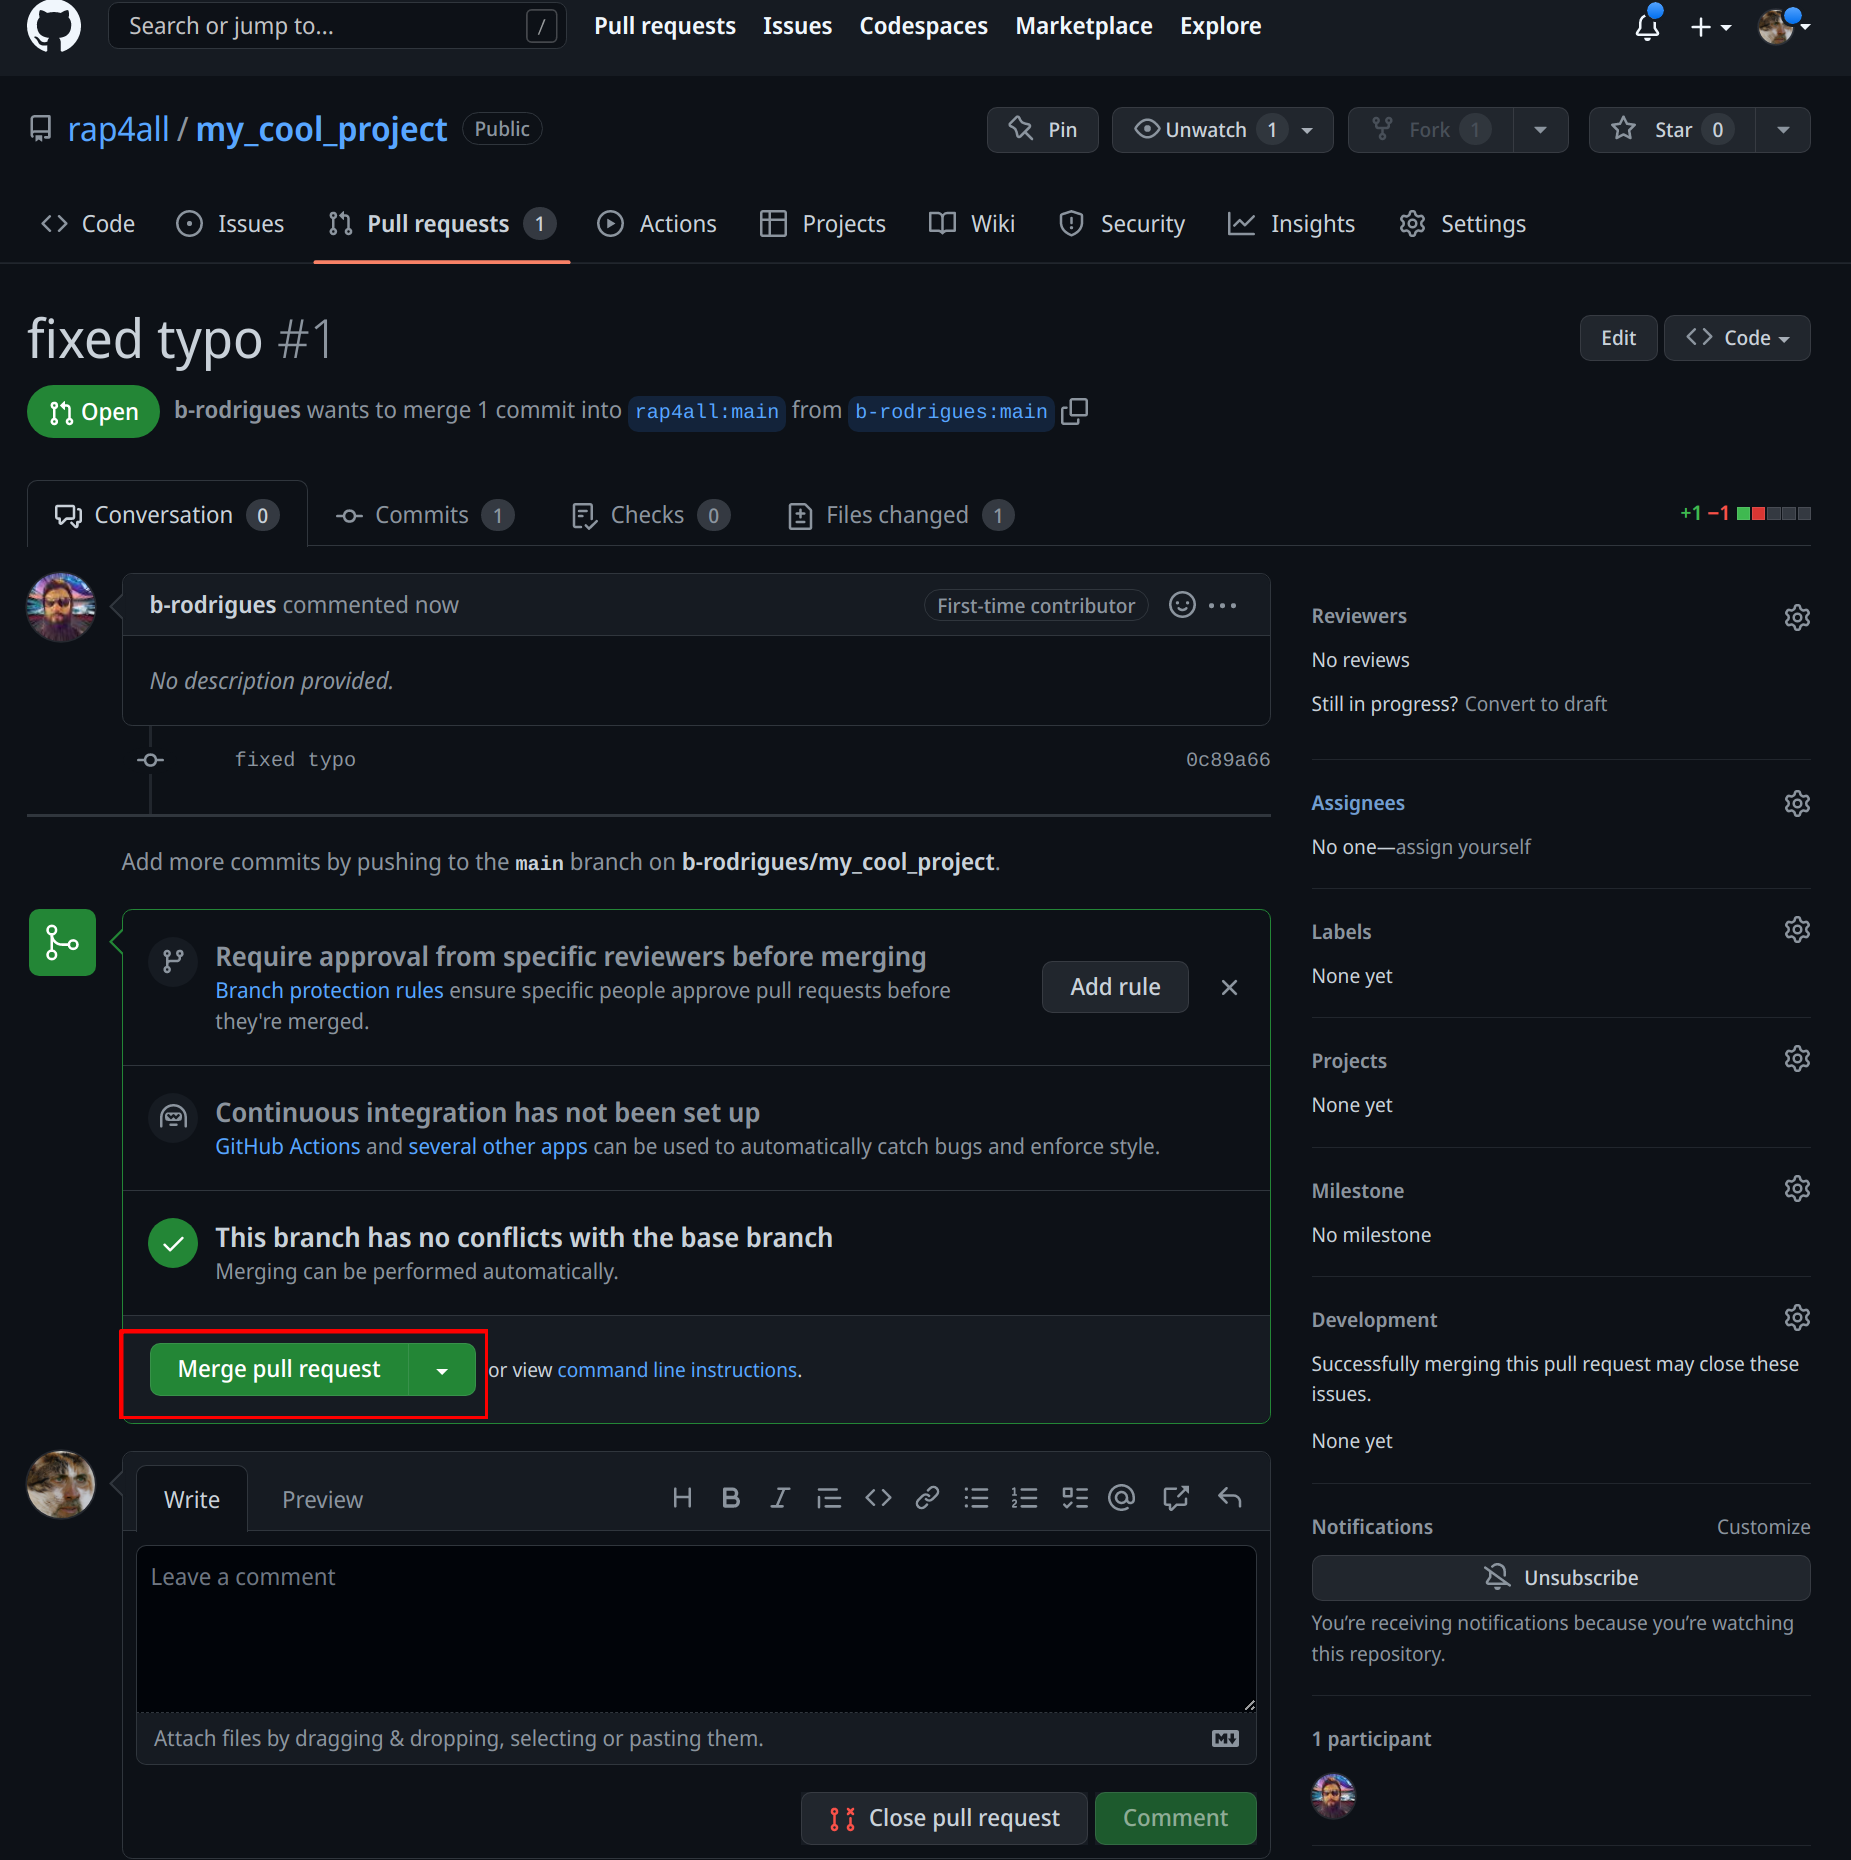 Search or jump to... /
Pull requests Issues Codespaces Marketplace Explore
rap4all / my_cool_project Public
Pin Unwatch 1 Fork 1 Star 0
Code Issues Pull requests 1 Actions Projects Wiki Security Insights Settings
fixed typo #1
Edit Code
Open b-rodrigues wants to merge 1 commit into rap4all:main from b-rodrigues:main
Conversation 0 Commits 1 Checks 0 Files changed 1
+1 −1
b-rodrigues commented now First-time contributor
No description provided.
fixed typo 0c89a66
Add more commits by pushing to the main branch on b-rodrigues/my_cool_project.
Require approval from specific reviewers before merging
Branch protection rules ensure specific people approve pull requests before
they're merged.
Add rule
Continuous integration has not been set up
GitHub Actions and several other apps can be used to automatically catch bugs and enforce style.
This branch has no conflicts with the base branch
Merging can be performed automatically.
Merge pull request or view command line instructions.
Write Preview
Leave a comment
Attach files by dragging & dropping, selecting or pasting them.
Close pull request Comment
Reviewers
No reviews
Still in progress? Convert to draft
Assignees
No one—assign yourself
Labels
None yet
Projects
None yet
Milestone
No milestone
Development
Successfully merging this pull request may close these
issues.
None yet
Notifications Customize
Unsubscribe
You're receiving notifications because you're watching
this repository.
1 participant